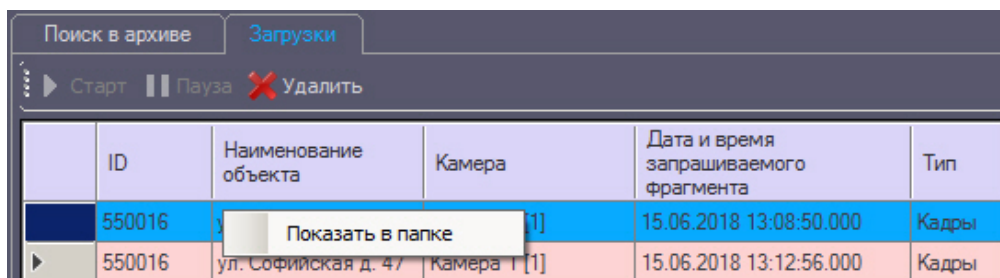 Поиск в архиве Загрузки
Старт Пауза Удалить
ID Наименование объекта Камера Дата и время запрашиваемого фрагмента Тип
550016 [1] 15.06.2018 13:08:50.000 Кадры
Показать в папке
550016 ул. Софийская д. 47 Камера 1 [1] 15.06.2018 13:12:56.000 Кадры